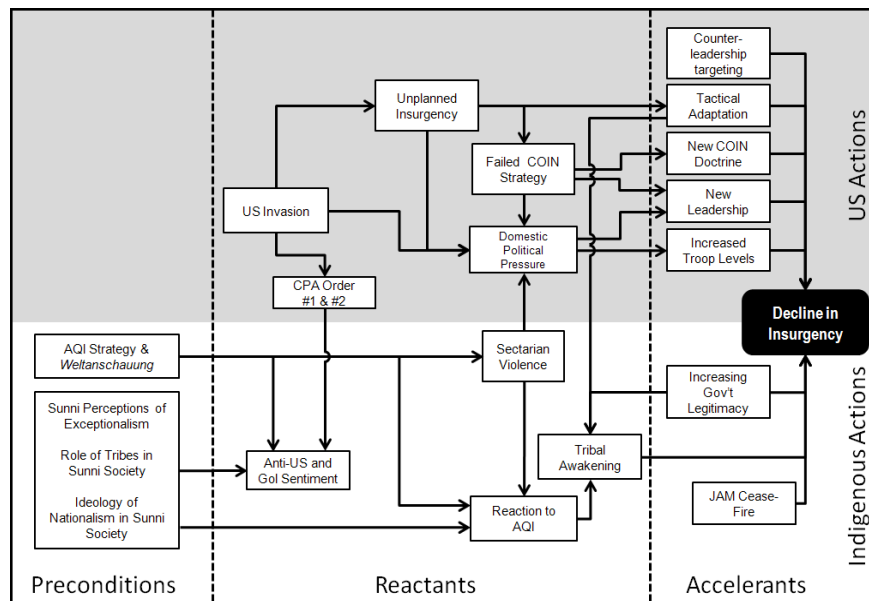 Counter-
leadership
targeting
Unplanned
Insurgency
Tactical
Adaptation
Failed COIN
Strategy
New COIN
Doctrine
US Invasion
New
Leadership
Domestic
Political
Pressure
Increased
Troop Levels
US Actions
CPA Order
#1 & #2
Decline in
Insurgency
AQI Strategy &
Weltanschauung
Sectarian
Violence
Increasing
Gov't
Legitimacy
Sunni Perceptions of
Exceptionalism
Role of Tribes in
Sunni Society
Ideology of
Nationalism in Sunni
Society
Anti-US and
GoI Sentiment
Tribal
Awakening
Reaction to
AQI
JAM Cease-
Fire
Indigenous Actions
Preconditions
Reactants
Accelerants